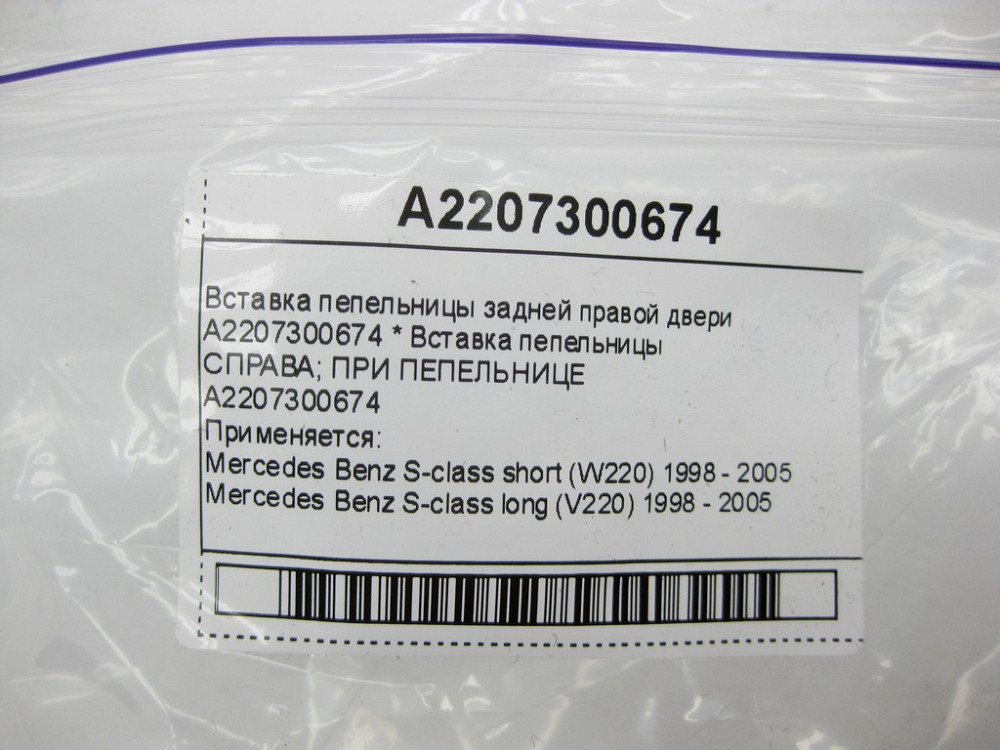 A2207300674
Вставка пепельницы задней правой двери
A2207300674 * Вставка пепельницы
СПРАВА; ПРИ ПЕПЕЛЬНИЦЕ
A2207300674
Применяется:
Mercedes Benz S-class short (W220) 1998 - 2005
Mercedes Benz S-class long (V220) 1998 - 2005